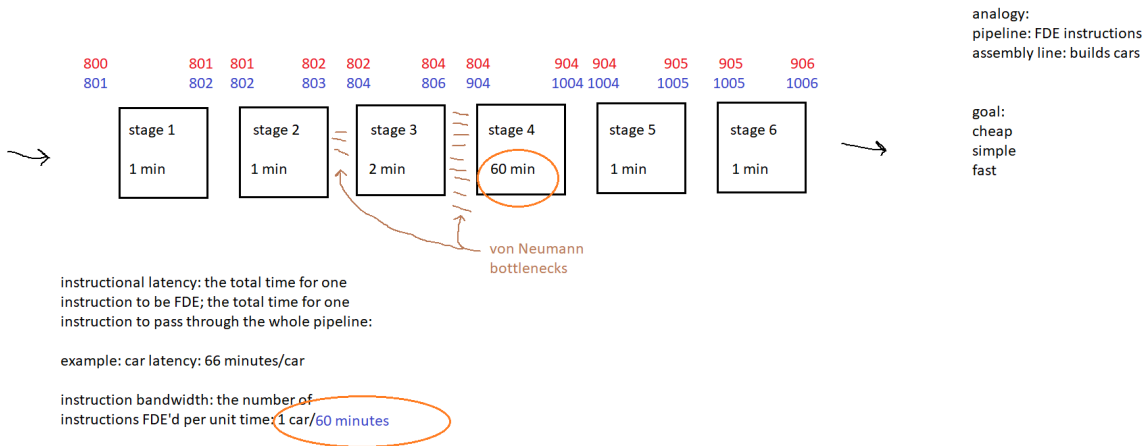 analogy:
pipeline: FDE instructions
assembly line: builds cars
800 801 801 802 802 804 804 904 904 905 905 906
801 802 802 803 804 806 904 1004 1004 1005 1005 1006
goal:
cheap
simple
fast
stage 1 stage 2 stage 3 stage 4 stage 5 stage 6
1 min 1 min 2 min 60 min 1 min 1 min
von Neumann
bottlenecks
instructional latency: the total time for one
instruction to be FDE; the total time for one
instruction to pass through the whole pipeline:
example: car latency: 66 minutes/car
instruction bandwidth: the number of
instructions FDE'd per unit time: 1 car/60 minutes